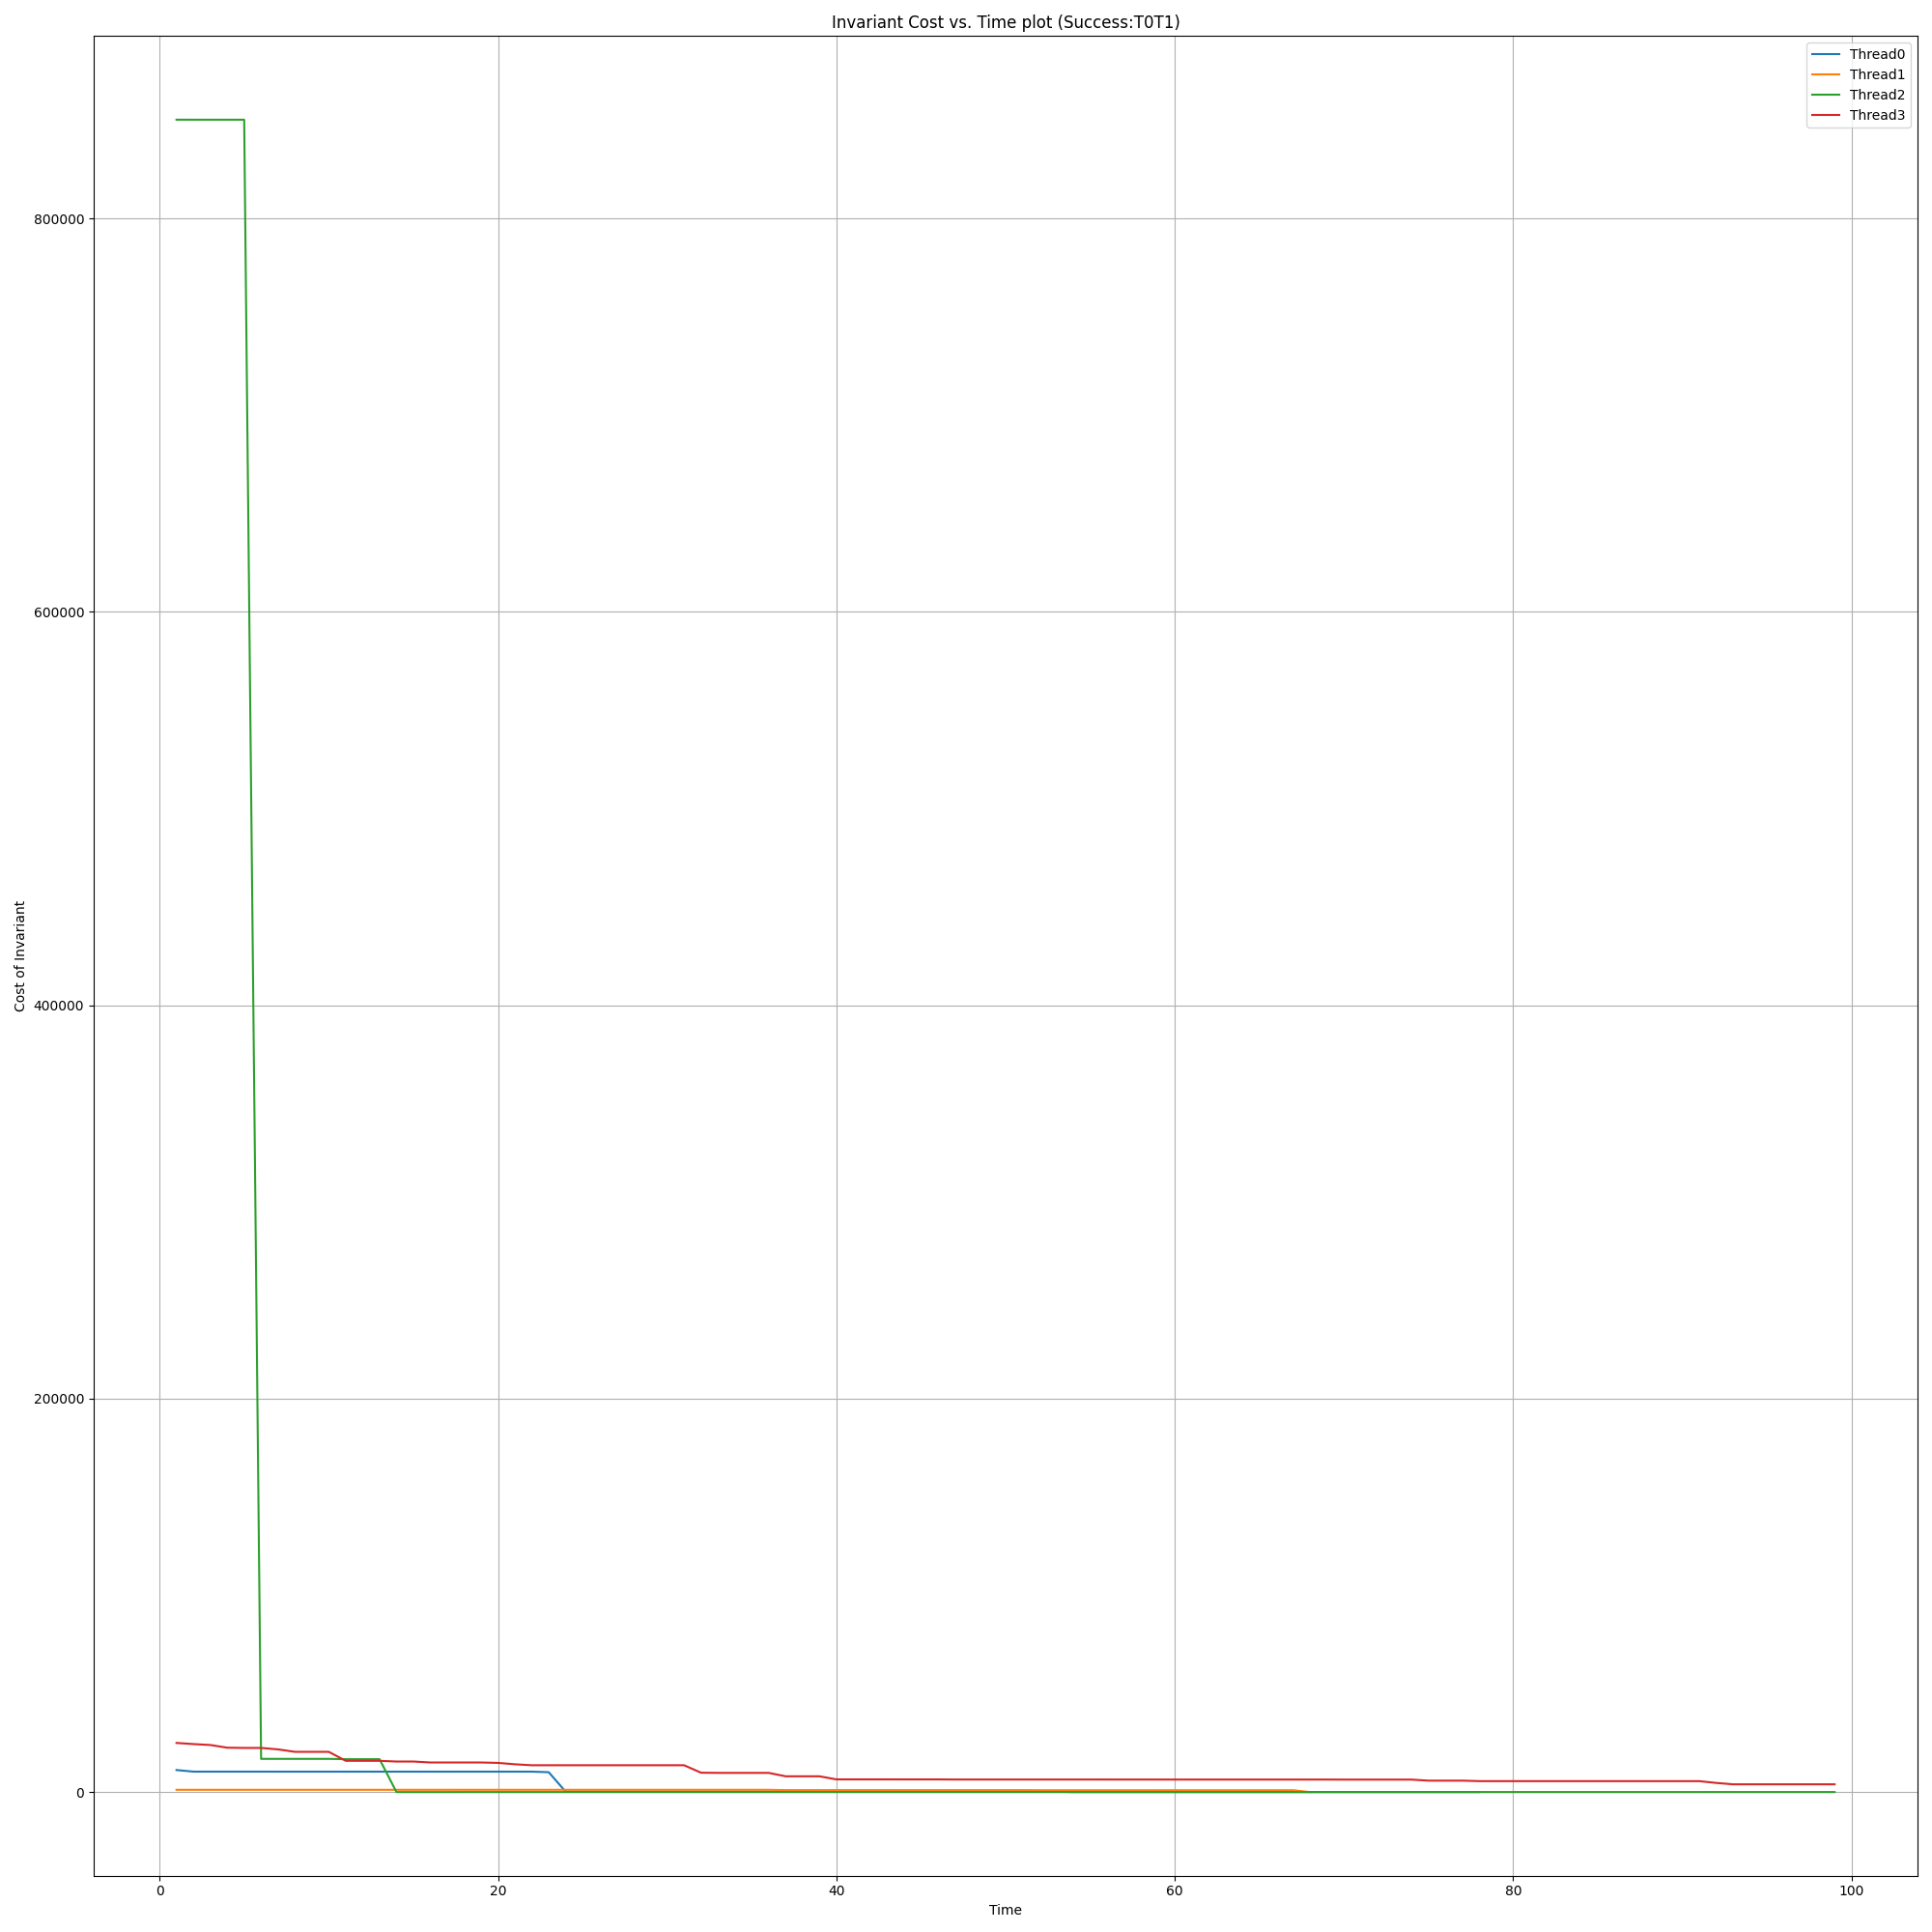 Invariant Cost vs. Time plot (Success:T0T1)
Thread0
Thread1
Thread2
Thread3
800000
600000
400000
200000
0
Cost of Invariant
0 20 40 60 80 100
Time